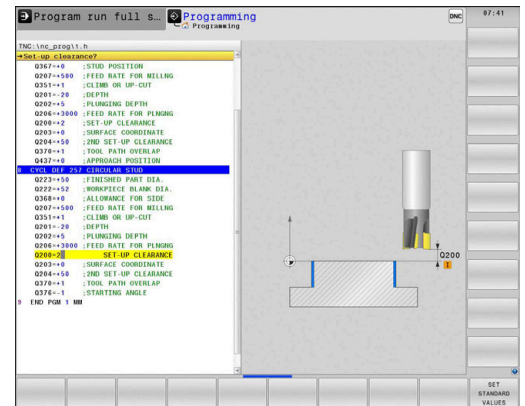 Program run full s…
Programming
Programming
DNC
07:41
TNC:\nc_prog\1.h
→Set-up clearance?
Q367=+0 ;STUD POSITION
Q207=+500 ;FEED RATE FOR MILLNG
Q351=+1 ;CLIMB OR UP-CUT
Q201=-20 ;DEPTH
Q202=+5 ;PLUNGING DEPTH
Q206=+3000 ;FEED RATE FOR PLNGNG
Q200=+2 ;SET-UP CLEARANCE
Q203=+0 ;SURFACE COORDINATE
Q204=+50 ;2ND SET-UP CLEARANCE
Q370=+1 ;TOOL PATH OVERLAP
Q437=+0 ;APPROACH POSITION
8 CYCL DEF 257 CIRCULAR STUD
Q223=+50 ;FINISHED PART DIA.
Q222=+52 ;WORKPIECE BLANK DIA.
Q368=+0 ;ALLOWANCE FOR SIDE
Q207=+500 ;FEED RATE FOR MILLNG
Q351=+1 ;CLIMB OR UP-CUT
Q201=-20 ;DEPTH
Q202=+5 ;PLUNGING DEPTH
Q206=+3000 ;FEED RATE FOR PLNGNG
Q200=2 SET-UP CLEARANCE
Q203=+0 ;SURFACE COORDINATE
Q204=+50 ;2ND SET-UP CLEARANCE
Q370=+1 ;TOOL PATH OVERLAP
Q376=-1 ;STARTING ANGLE
9 END PGM 1 MM
Q200
I
SET
STANDARD
VALUES